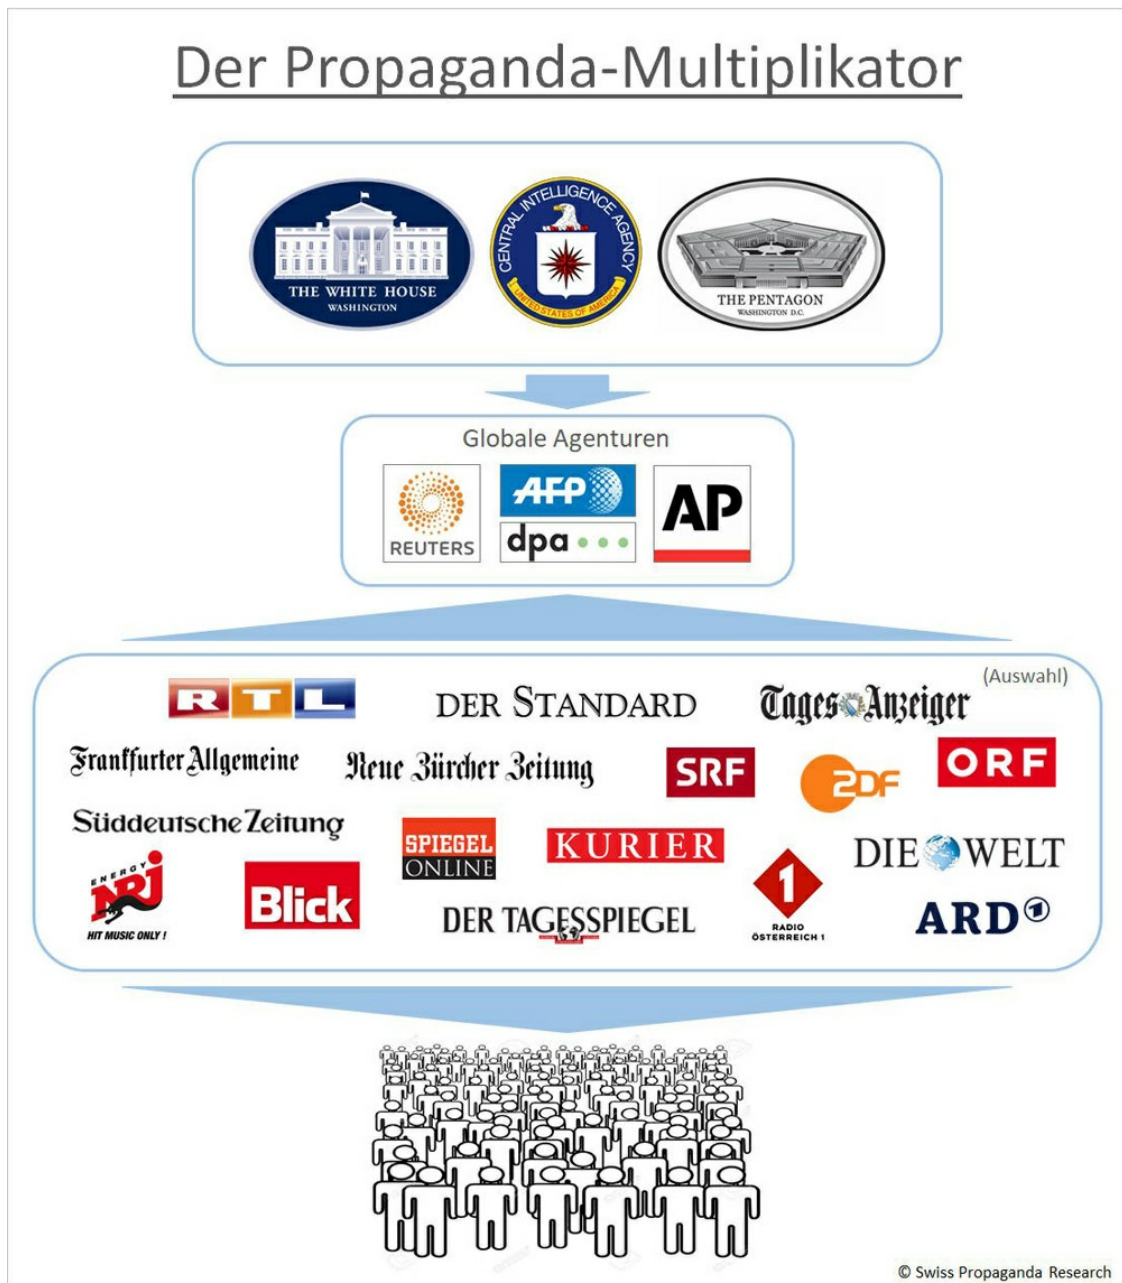 Der Propaganda-Multiplikator
THE WHITE HOUSE
WASHINGTON
CENTRAL INTELLIGENCE AGENCY
UNITED STATES OF AMERICA
THE PENTAGON
WASHINGTON D.C.
Globale Agenturen
REUTERS
AFP
dpa
AP
(Auswahl)
RTL
DER STANDARD
Tages Anzeiger
Frankfurter Allgemeine
Neue Zürcher Zeitung
SRF
ZDF
ORF
Süddeutsche Zeitung
SPIEGEL
ONLINE
KURIER
DIE WELT
ENERGY
NRJ
HIT MUSIC ONLY !
Blick
DER TAGESSPIEGEL
1
RADIO
ÖSTERREICH 1
ARD 1
© Swiss Propaganda Research